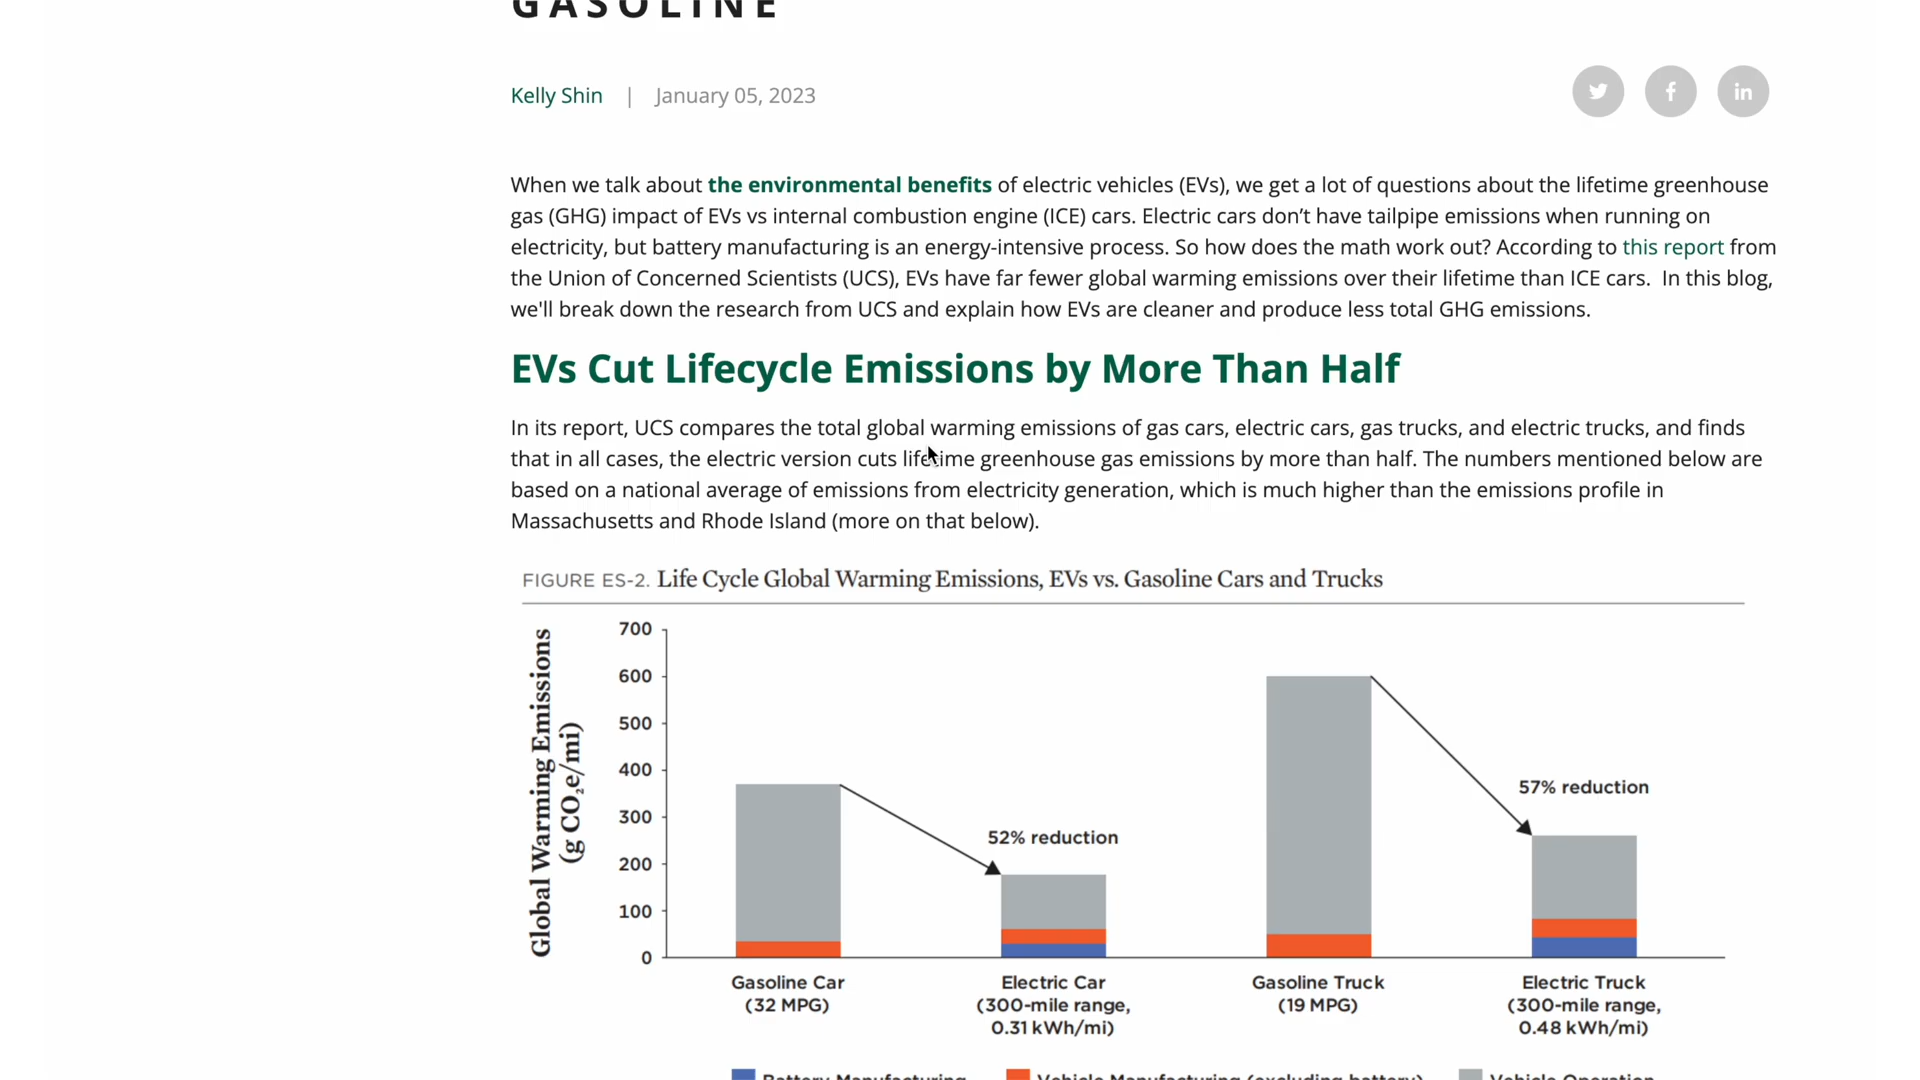 GASOLINE
Kelly Shin | January 05, 2023
in
When we talk about the environmental benefits of electric vehicles (EVs), we get a lot of questions about the lifetime greenhouse
gas (GHG) impact of EVs vs internal combustion engine (ICE) cars. Electric cars don’t have tailpipe emissions when running on
electricity, but battery manufacturing is an energy-intensive process. So how does the math work out? According to this report from
the Union of Concerned Scientists (UCS), EVs have far fewer global warming emissions over their lifetime than ICE cars.  In this blog,
we'll break down the research from UCS and explain how EVs are cleaner and produce less total GHG emissions.
EVs Cut Lifecycle Emissions by More Than Half
In its report, UCS compares the total global warming emissions of gas cars, electric cars, gas trucks, and electric trucks, and finds
that in all cases, the electric version cuts lifetime greenhouse gas emissions by more than half. The numbers mentioned below are
based on a national average of emissions from electricity generation, which is much higher than the emissions profile in
Massachusetts and Rhode Island (more on that below).
FIGURE ES-2. Life Cycle Global Warming Emissions, EVs vs. Gasoline Cars and Trucks
Global Warming Emissions
(g CO₂e/mi)
700
600
500
400
300
200
100
0
52% reduction
57% reduction
Gasoline Car
(32 MPG)
Electric Car
(300-mile range,
0.31 kWh/mi)
Gasoline Truck
(19 MPG)
Electric Truck
(300-mile range,
0.48 kWh/mi)
Battery Manufacturing
Vehicle Manufacturing (excluding battery)
Vehicle Operation